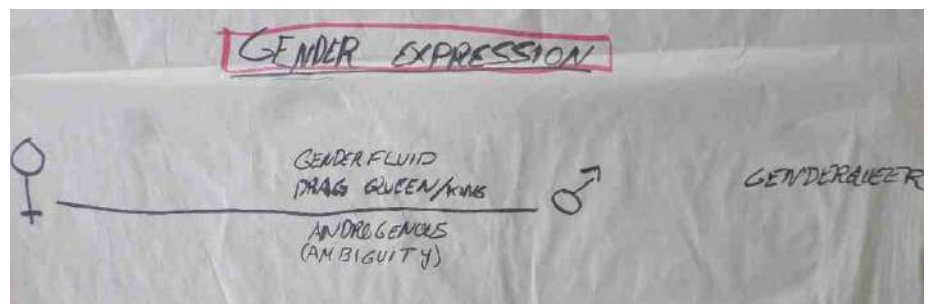 GENDER EXPRESSION
♀
GENDERFLUID
DRAG QUEEN/KING
♂
GENDERQUEER
ANDROGENOUS
(AMBIGUITY)